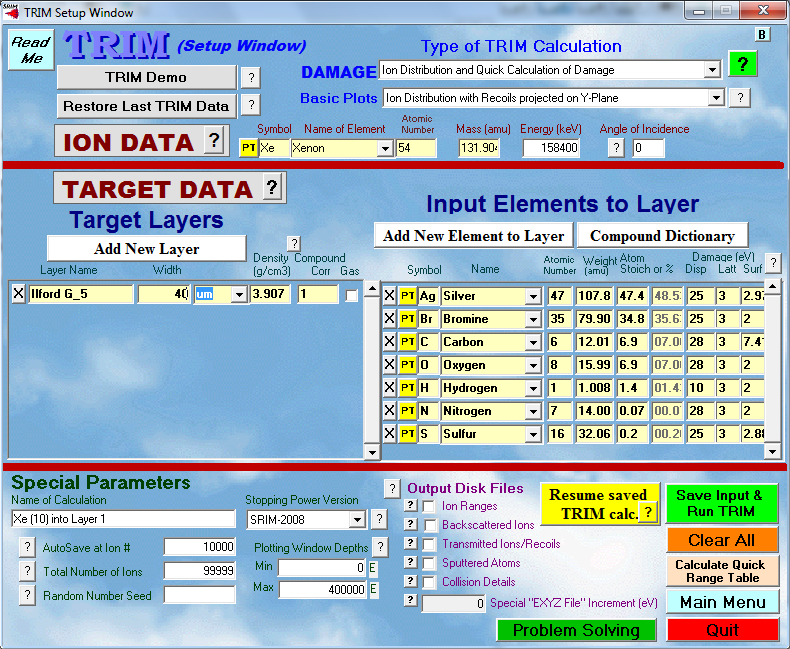 TRIM Setup Window
Read Me
TRIM (Setup Window)
Type of TRIM Calculation
B
TRIM Demo ?
DAMAGE Ion Distribution and Quick Calculation of Damage ?
Restore Last TRIM Data ?
Basic Plots Ion Distribution with Recoils projected on Y-Plane ?
ION DATA ?
Symbol Name of Element Atomic Number Mass (amu) Energy (keV) Angle of Incidence
PT Xe Xenon 54 131.904 158400 ? 0
TARGET DATA ?
Target Layers
Input Elements to Layer
Add New Layer
Add New Element to Layer Compound Dictionary
Layer Name Width Density (g/cm3) ? Compound Corr Gas
Symbol Name Atomic Number Weight (amu) Atom Stoich or % Damage (eV) Disp Latt Surf ?
X Ilford G_5 40 um 3.907 1
X PT Ag Silver 47 107.8 47.4 48.5 25 3 2.97
X PT Br Bromine 35 79.90 34.8 35.6 25 3 2
X PT C Carbon 6 12.01 6.9 07.0 28 3 7.41
X PT O Oxygen 8 15.99 6.9 07.0 28 3 2
X PT H Hydrogen 1 1.008 1.4 01.4 10 3 2
X PT N Nitrogen 7 14.00 0.07 00.0 28 3 2
X PT S Sulfur 16 32.06 0.2 00.2 25 3 2.88
Special Parameters
Name of Calculation
Xe (10) into Layer 1
Stopping Power Version
SRIM-2008 ?
? AutoSave at Ion # 10000
? Total Number of Ions 99999
? Random Number Seed
Plotting Window Depths ?
Min 0 E
Max 400000 E
? Output Disk Files
? Ion Ranges
? Backscattered Ions
? Transmitted Ions/Recoils
? Sputtered Atoms
? Collision Details
? 0 Special "EXYZ File" Increment (eV)
Resume saved
TRIM calc. ?
Save Input &
Run TRIM
Clear All
Calculate Quick
Range Table
Main Menu
Problem Solving
Quit